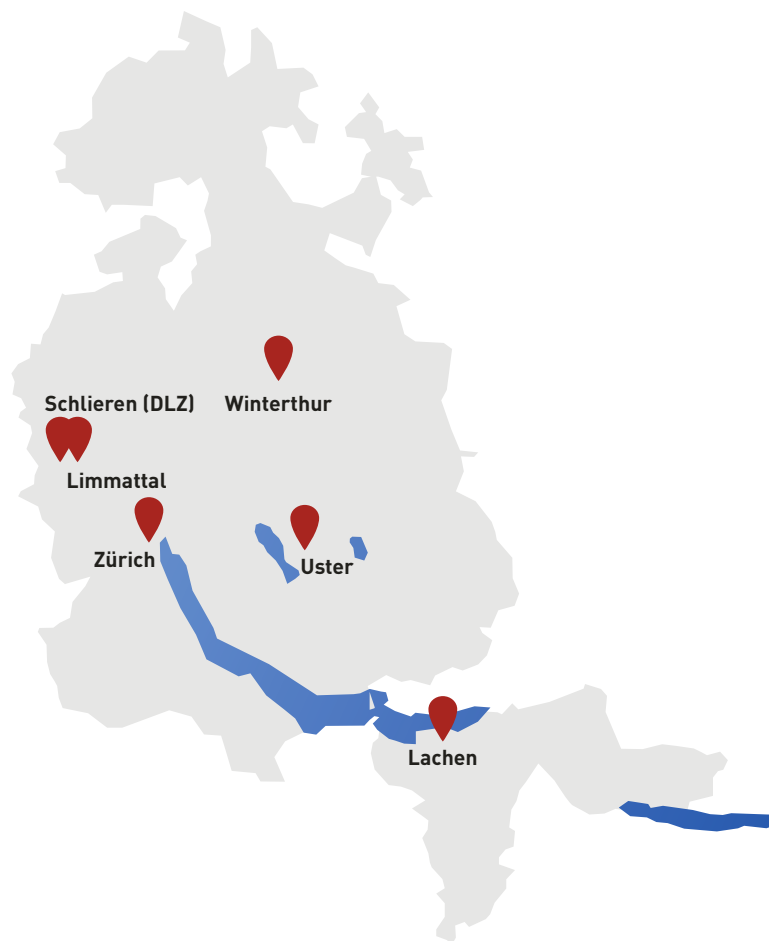 Schlieren (DLZ)
Winterthur
Limmattal
Zürich
Uster
Lachen